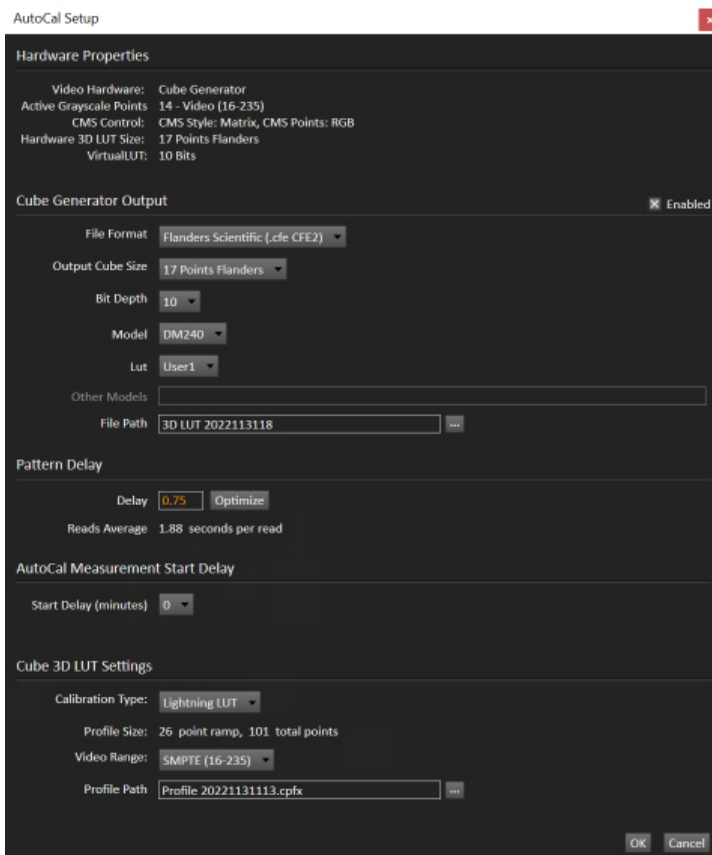 AutoCal Setup
Hardware Properties
Video Hardware: Cube Generator
Active Grayscale Points 14 - Video (16-235)
CMS Control: CMS Style: Matrix, CMS Points: RGB
Hardware 3D LUT Size: 17 Points Flanders
VirtualLUT: 10 Bits
Cube Generator Output
Enabled
File Format Flanders Scientific (.cfe CFE2)
Output Cube Size 17 Points Flanders
Bit Depth 10
Model DM240
Lut User1
Other Models
File Path 3D LUT 2022113118 ...
Pattern Delay
Delay 0.75 Optimize
Reads Average 1.88 seconds per read
AutoCal Measurement Start Delay
Start Delay (minutes) 0
Cube 3D LUT Settings
Calibration Type: Lightning LUT
Profile Size: 26 point ramp, 101 total points
Video Range: SMPTE (16-235)
Profile Path Profile 20221131113.cpfx ...
OK Cancel